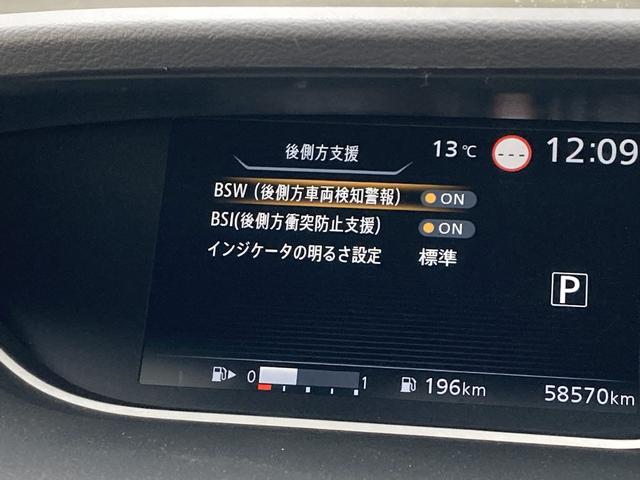 後側方支援
13℃
---
12:09
BSW（後側方車両検知警報） ON
BSI(後側方衝突防止支援) ON
インジケータの明るさ設定 標準
P
0 1
196km
58570km